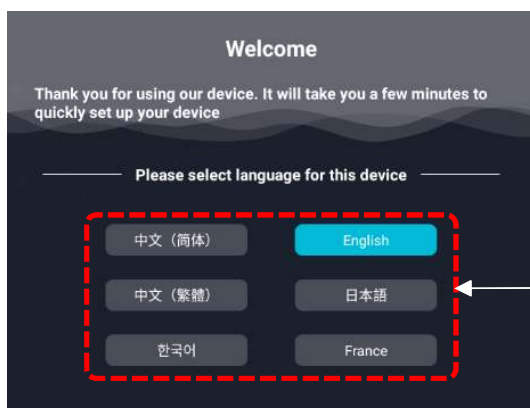 Welcome
Thank you for using our device. It will take you a few minutes to
quickly set up your device
Please select language for this device
中文（简体）
English
中文（繁體）
日本語
한국어
France